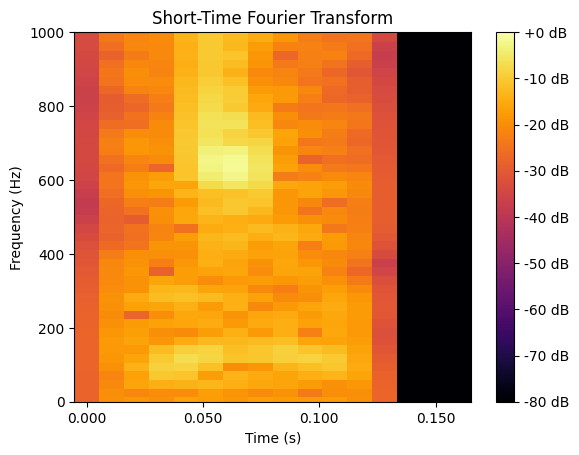 Short-Time Fourier Transform
Frequency (Hz)
1000
800
600
400
200
0
0.000 0.050 0.100 0.150
Time (s)
+0 dB
-10 dB
-20 dB
-30 dB
-40 dB
-50 dB
-60 dB
-70 dB
-80 dB